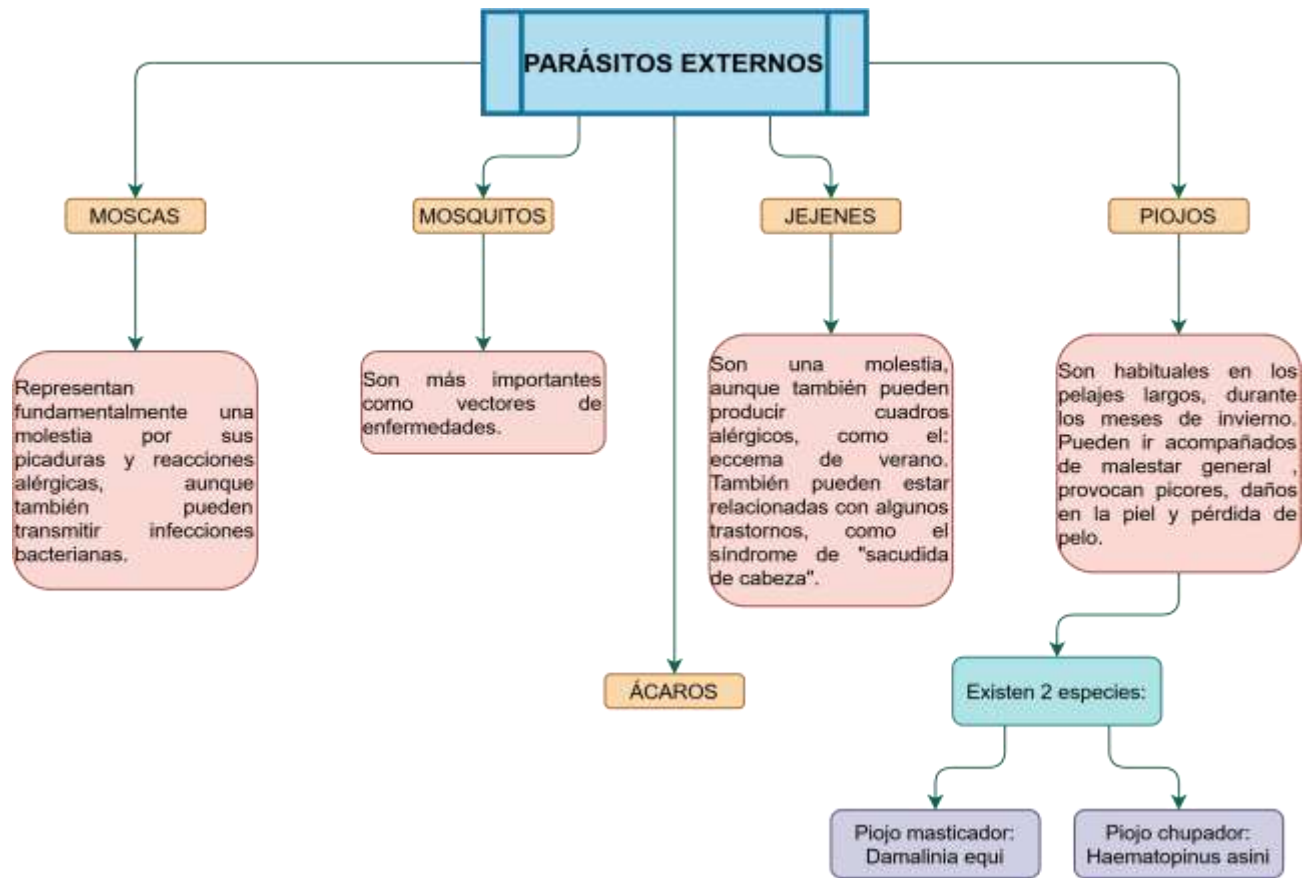 PARÁSITOS EXTERNOS
MOSCAS
Representan
fundamentalmente una
molestia por sus
picaduras y reacciones
alérgicas, aunque
también pueden
transmitir infecciones
bacterianas.
MOSQUITOS
Son más importantes
como vectores de
enfermedades.
JEJENES
Son una molestia,
aunque también pueden
producir cuadros
alérgicos, como el:
eccema de verano.
También pueden estar
relacionadas con algunos
trastornos, como el
síndrome de "sacudida
de cabeza".
PIOJOS
Son habituales en los
pelajes largos, durante
los meses de invierno.
Pueden ir acompañados
de malestar general ,
provocan picores, daños
en la piel y pérdida de
pelo.
ÁCAROS
Existen 2 especies:
Piojo masticador:
Damalinia equi
Piojo chupador:
Haematopinus asini